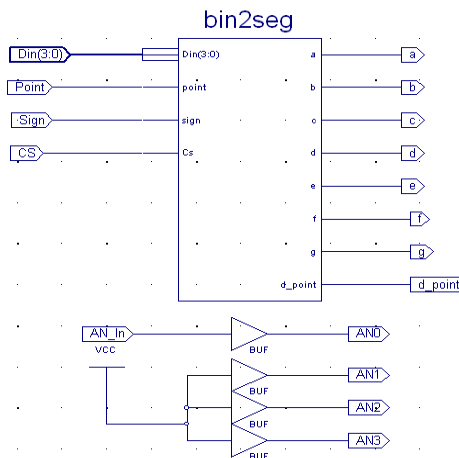 bin2seg
Din(3:0) Din(3:0) a a
Point point b b
Sign sign c c
CS Cs d d
e e
f f
g g
d_point d_point
AN_In BUF AN0
vcc
BUF AN1
BUF AN2
BUF AN3